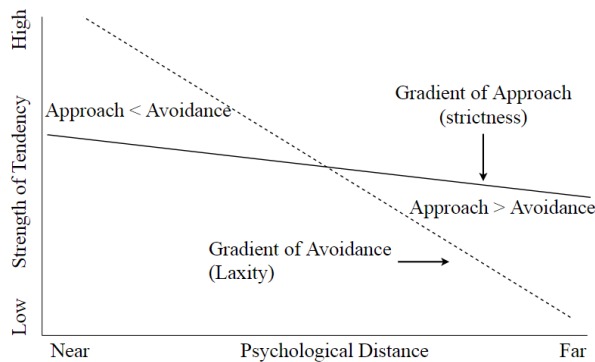 High
Strength of Tendency
Low
Approach < Avoidance
Gradient of Approach
(strictness)
Approach > Avoidance
Gradient of Avoidance
(Laxity)
Near
Psychological Distance
Far